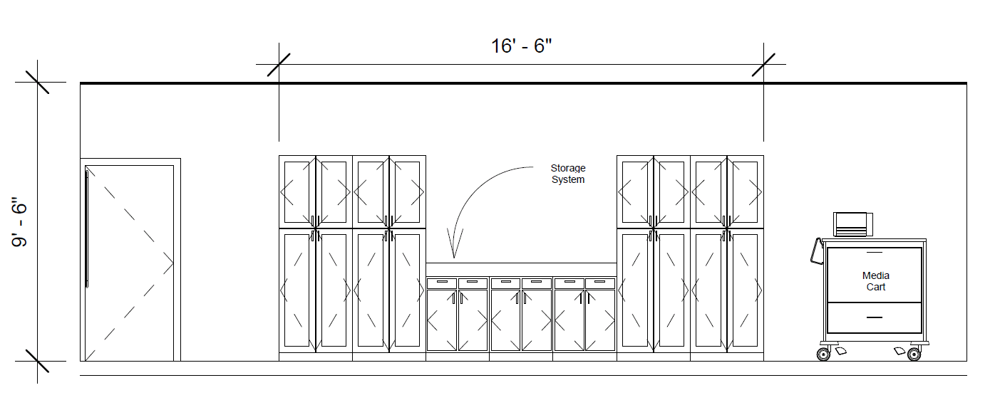 16' - 6"
9' - 6"
Storage
System
Media
Cart